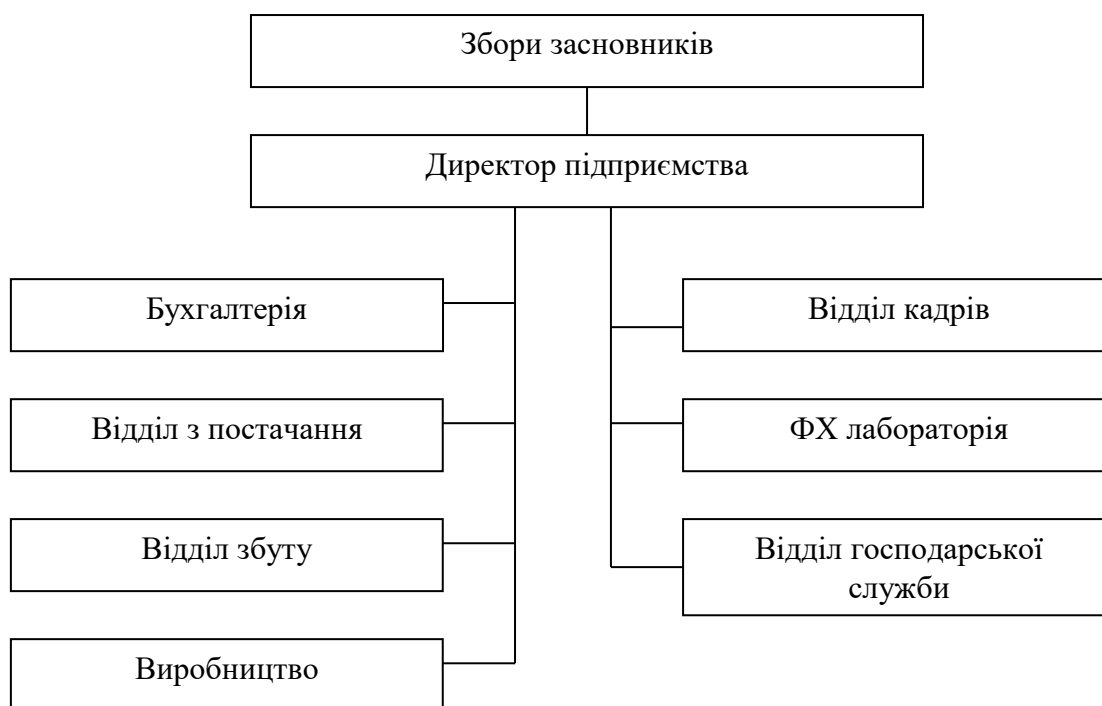 Збори засновників
Директор підприємства
Бухгалтерія
Відділ кадрів
Відділ з постачання
ФХ лабораторія
Відділ збуту
Відділ господарської
служби
Виробництво